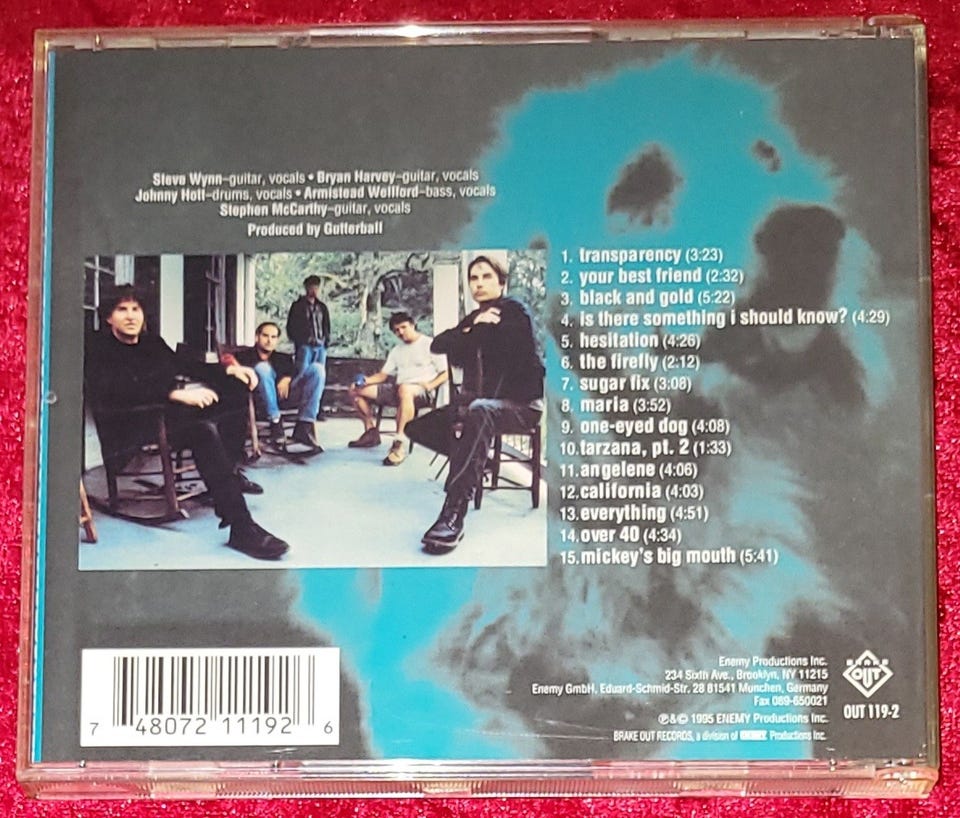 Steve Wynn–guitar, vocals • Bryan Harvey–guitar, vocals
Johnny Hott–drums, vocals • Armistead Wellford–bass, vocals
Stephen McCarthy–guitar, vocals
Produced by Gutterball
1. transparency (3:23)
2. your best friend (2:32)
3. black and gold (5:22)
4. is there something i should know? (4:29)
5. hesitation (4:26)
6. the firefly (2:12)
7. sugar fix (3:08)
8. maria (3:52)
9. one-eyed dog (4:08)
10. tarzana, pt. 2 (1:33)
11. angelene (4:06)
12. california (4:03)
13. everything (4:51)
14. over 40 (4:34)
15. mickey's big mouth (5:41)
7 48072 11192 6
Enemy Productions Inc.
234 Sixth Ave., Brooklyn, NY 11215
Enemy GmbH, Eduard-Schmid-Str. 28 81541 Munchen, Germany
Fax 089-650021
℗&© 1995 ENEMY Productions Inc.
BRAKE OUT RECORDS, a division of ENEMY Productions Inc.
BRAKE
OUT
OUT 119-2